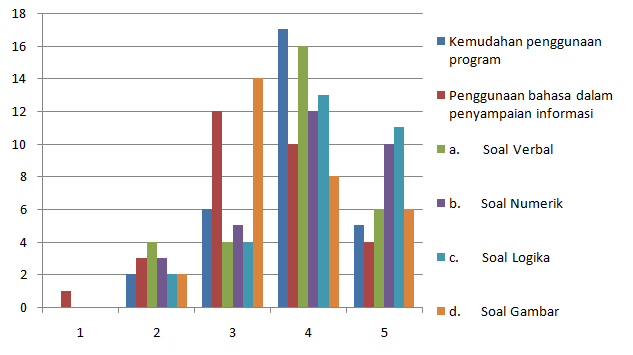 18
16
14
12
10
8
6
4
2
0
1 2 3 4 5
Kemudahan penggunaan
program
Penggunaan bahasa dalam
penyampaian informasi
a. Soal Verbal
b. Soal Numerik
c. Soal Logika
d. Soal Gambar